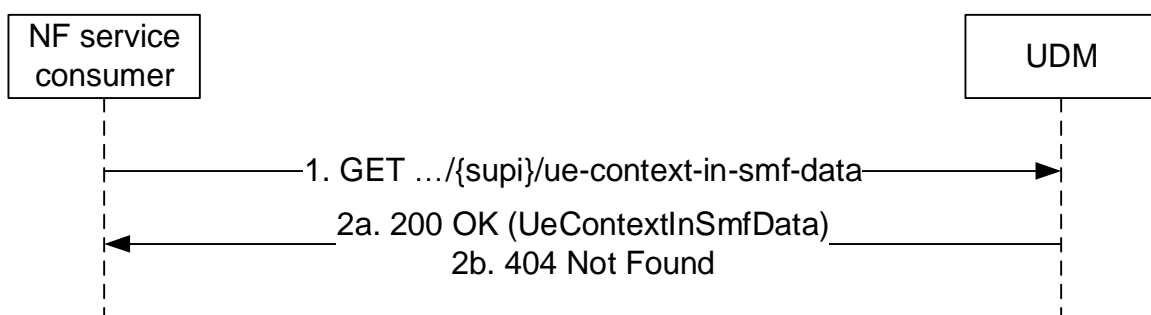 NF service
consumer
UDM
1. GET …/{supi}/ue-context-in-smf-data
2a. 200 OK (UeContextInSmfData)
2b. 404 Not Found